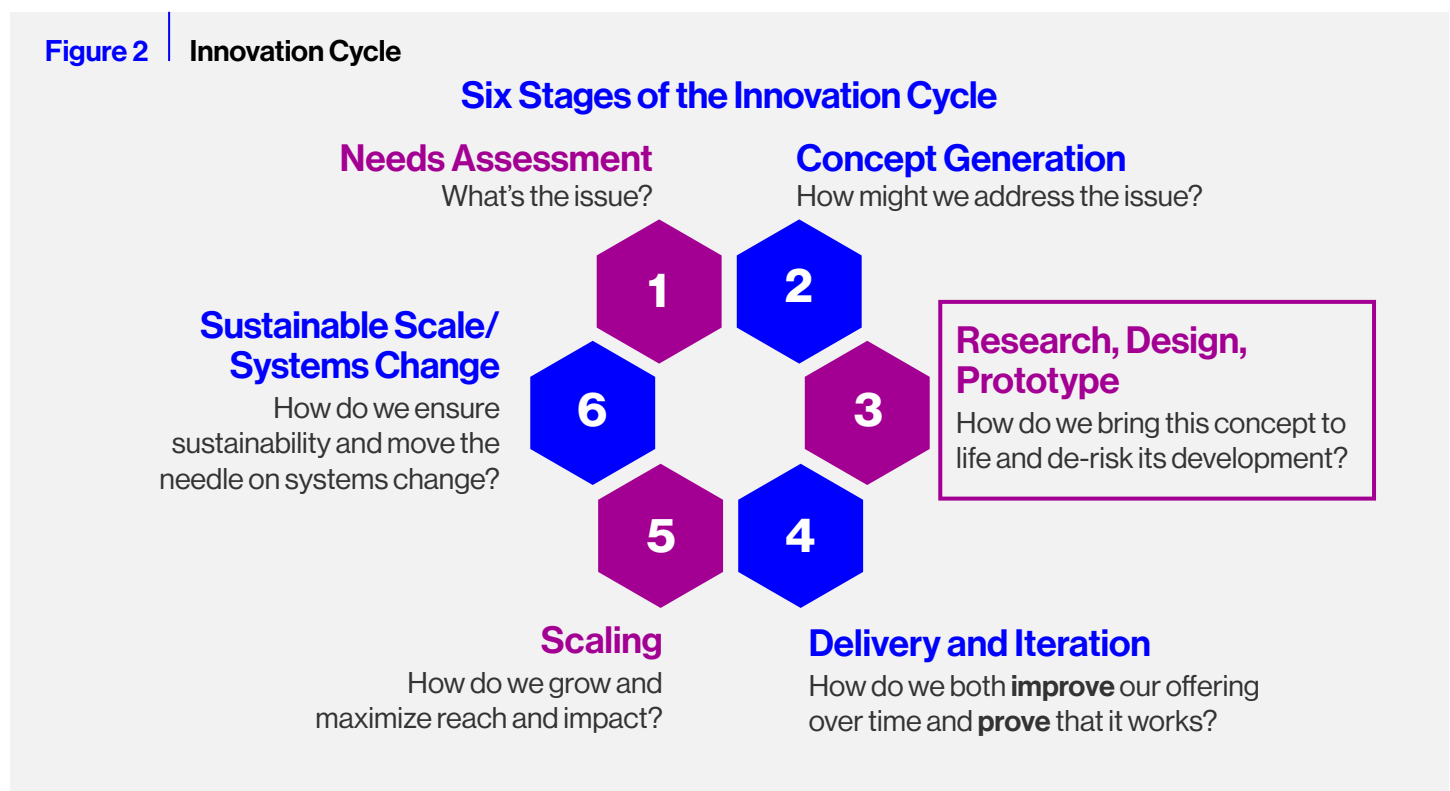 Figure 2
Innovation Cycle
Six Stages of the Innovation Cycle
Needs Assessment
What's the issue?
1
Concept Generation
How might we address the issue?
2
Research, Design,
Prototype
How do we bring this concept to
life and de-risk its development?
3
Delivery and Iteration
How do we both improve our offering
over time and prove that it works?
4
Scaling
How do we grow and
maximize reach and impact?
5
Sustainable Scale/
Systems Change
How do we ensure
sustainability and move the
needle on systems change?
6